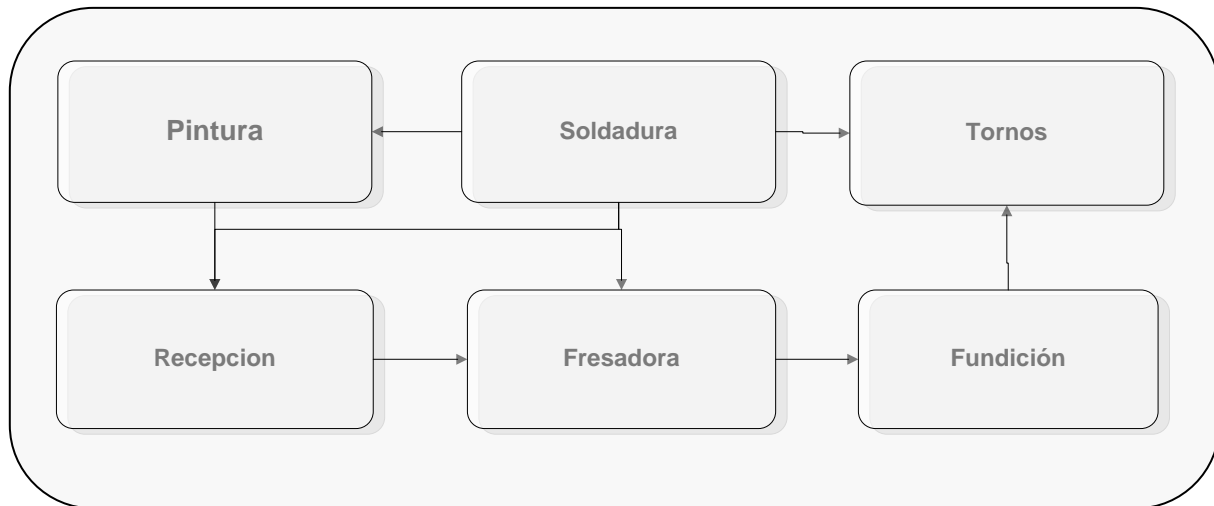 Pintura
Soldadura
Tornos
Recepcion
Fresadora
Fundición